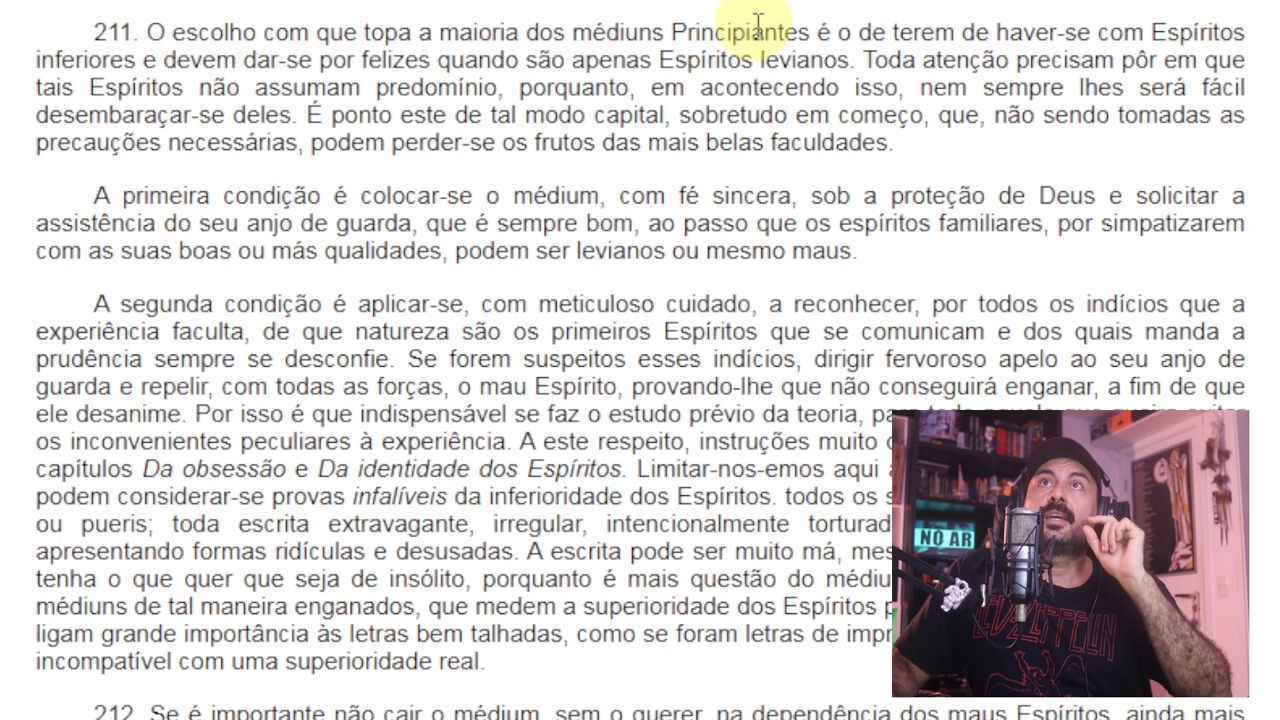 211. O escolho com que topa a maioria dos médiuns Principiantes é o de terem de haver-se com Espíritos
inferiores e devem dar-se por felizes quando são apenas Espíritos levianos. Toda atenção precisam pôr em que
tais Espíritos não assumam predomínio, porquanto, em acontecendo isso, nem sempre lhes será fácil
desembaraçar-se deles. É ponto este de tal modo capital, sobretudo em começo, que, não sendo tomadas as
precauções necessárias, podem perder-se os frutos das mais belas faculdades.
A primeira condição é colocar-se o médium, com fé sincera, sob a proteção de Deus e solicitar a
assistência do seu anjo de guarda, que é sempre bom, ao passo que os espíritos familiares, por simpatizarem
com as suas boas ou más qualidades, podem ser levianos ou mesmo maus.
A segunda condição é aplicar-se, com meticuloso cuidado, a reconhecer, por todos os indícios que a
experiência faculta, de que natureza são os primeiros Espíritos que se comunicam e dos quais manda a
prudência sempre se desconfie. Se forem suspeitos esses indícios, dirigir fervoroso apelo ao seu anjo de
guarda e repelir, com todas as forças, o mau Espírito, provando-lhe que não conseguirá enganar, a fim de que
ele desanime. Por isso é que indispensável se faz o estudo prévio da teoria,
os inconvenientes peculiares à experiência. A este respeito, instruções muito
capítulos Da obsessão e Da identidade dos Espíritos. Limitar-nos-emos aqui
podem considerar-se provas infalíveis da inferioridade dos Espíritos. todos os
ou pueris; toda escrita extravagante, irregular, intencionalmente
apresentando formas ridículas e desusadas. A escrita pode ser muito má,
tenha o que quer que seja de insólito, porquanto é mais questão do
médiuns de tal maneira enganados, que medem a superioridade dos Espíritos
ligam grande importância às letras bem talhadas, como se foram letras de
incompatível com uma superioridade real.
212. Se é importante não cair o médium, sem o querer, na dependência dos maus Espíritos, ainda mais
NO AR
LED ZEPPELIN